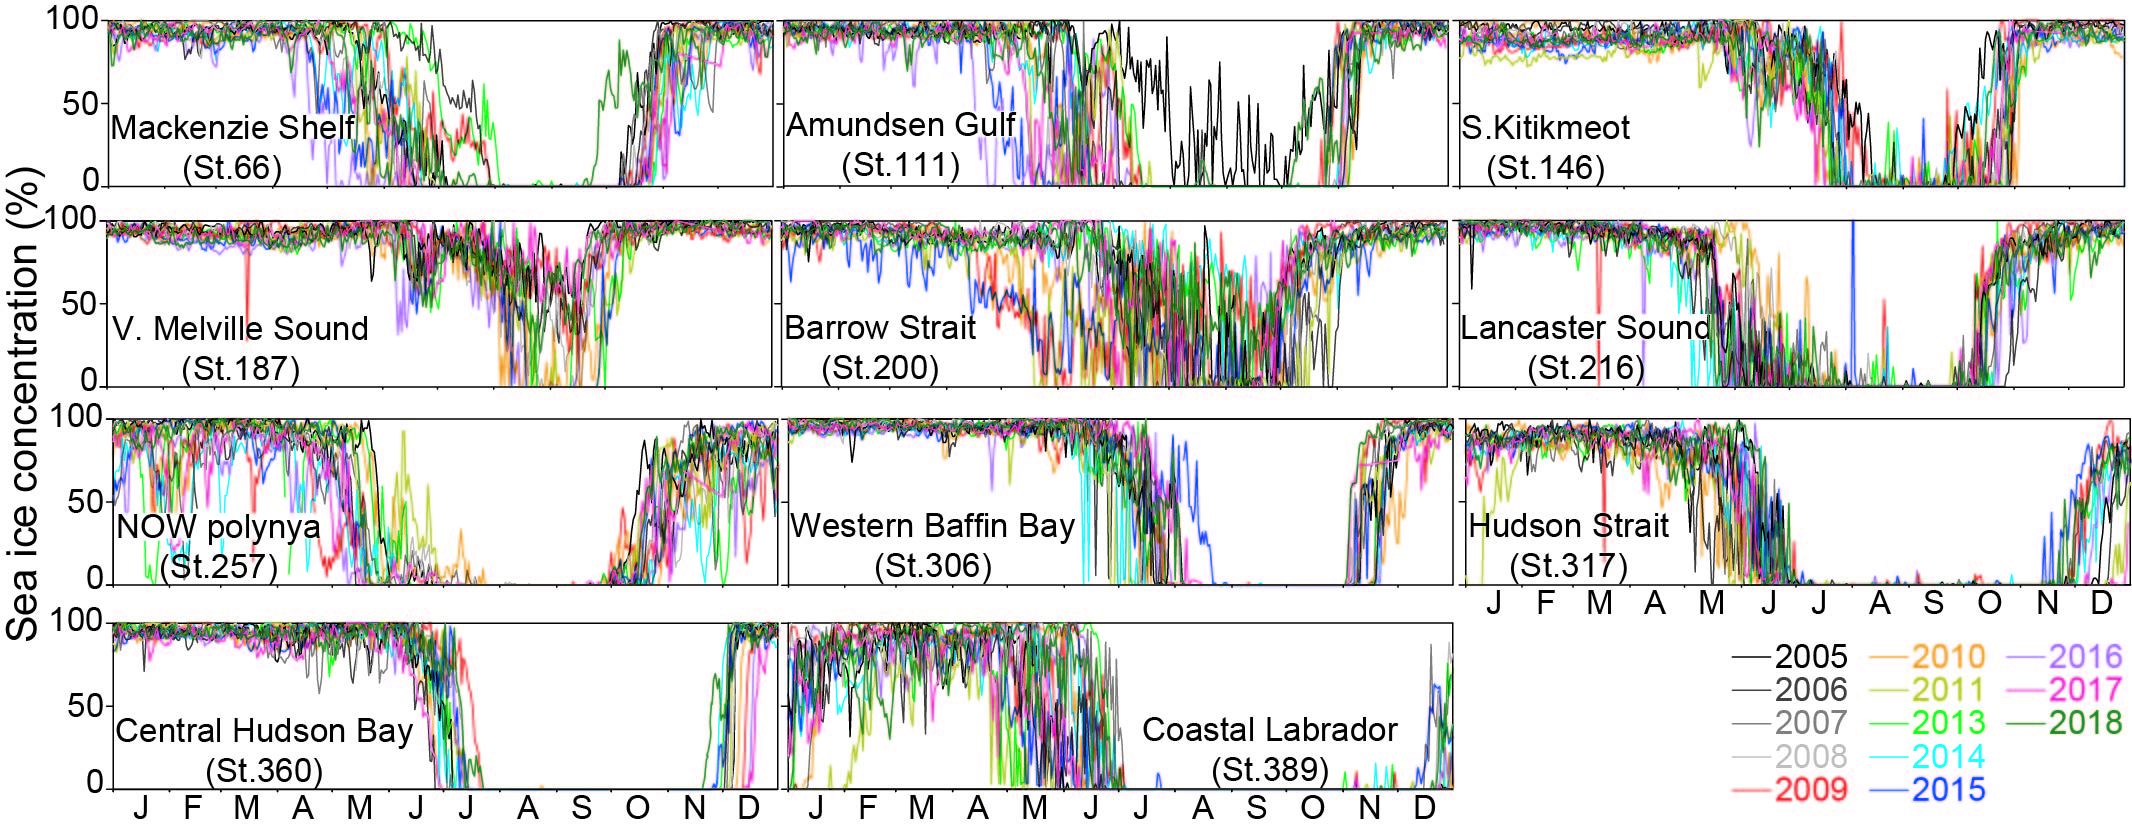 Sea ice concentration (%)
100
50
0
Mackenzie Shelf
(St.66)
Amundsen Gulf
(St.111)
S.Kitikmeot
(St.146)
100
50
0
V. Melville Sound
(St.187)
Barrow Strait
(St.200)
Lancaster Sound
(St.216)
100
50
0
NOW polynya
(St.257)
Western Baffin Bay
(St.306)
Hudson Strait
(St.317)
J F M A M J J A S O N D
100
50
0
Central Hudson Bay
(St.360)
Coastal Labrador
(St.389)
J F M A M J J A S O N D
J F M A M J J A S O N D
2005 2010 2016
2006 2011 2017
2007 2013 2018
2008 2014
2009 2015